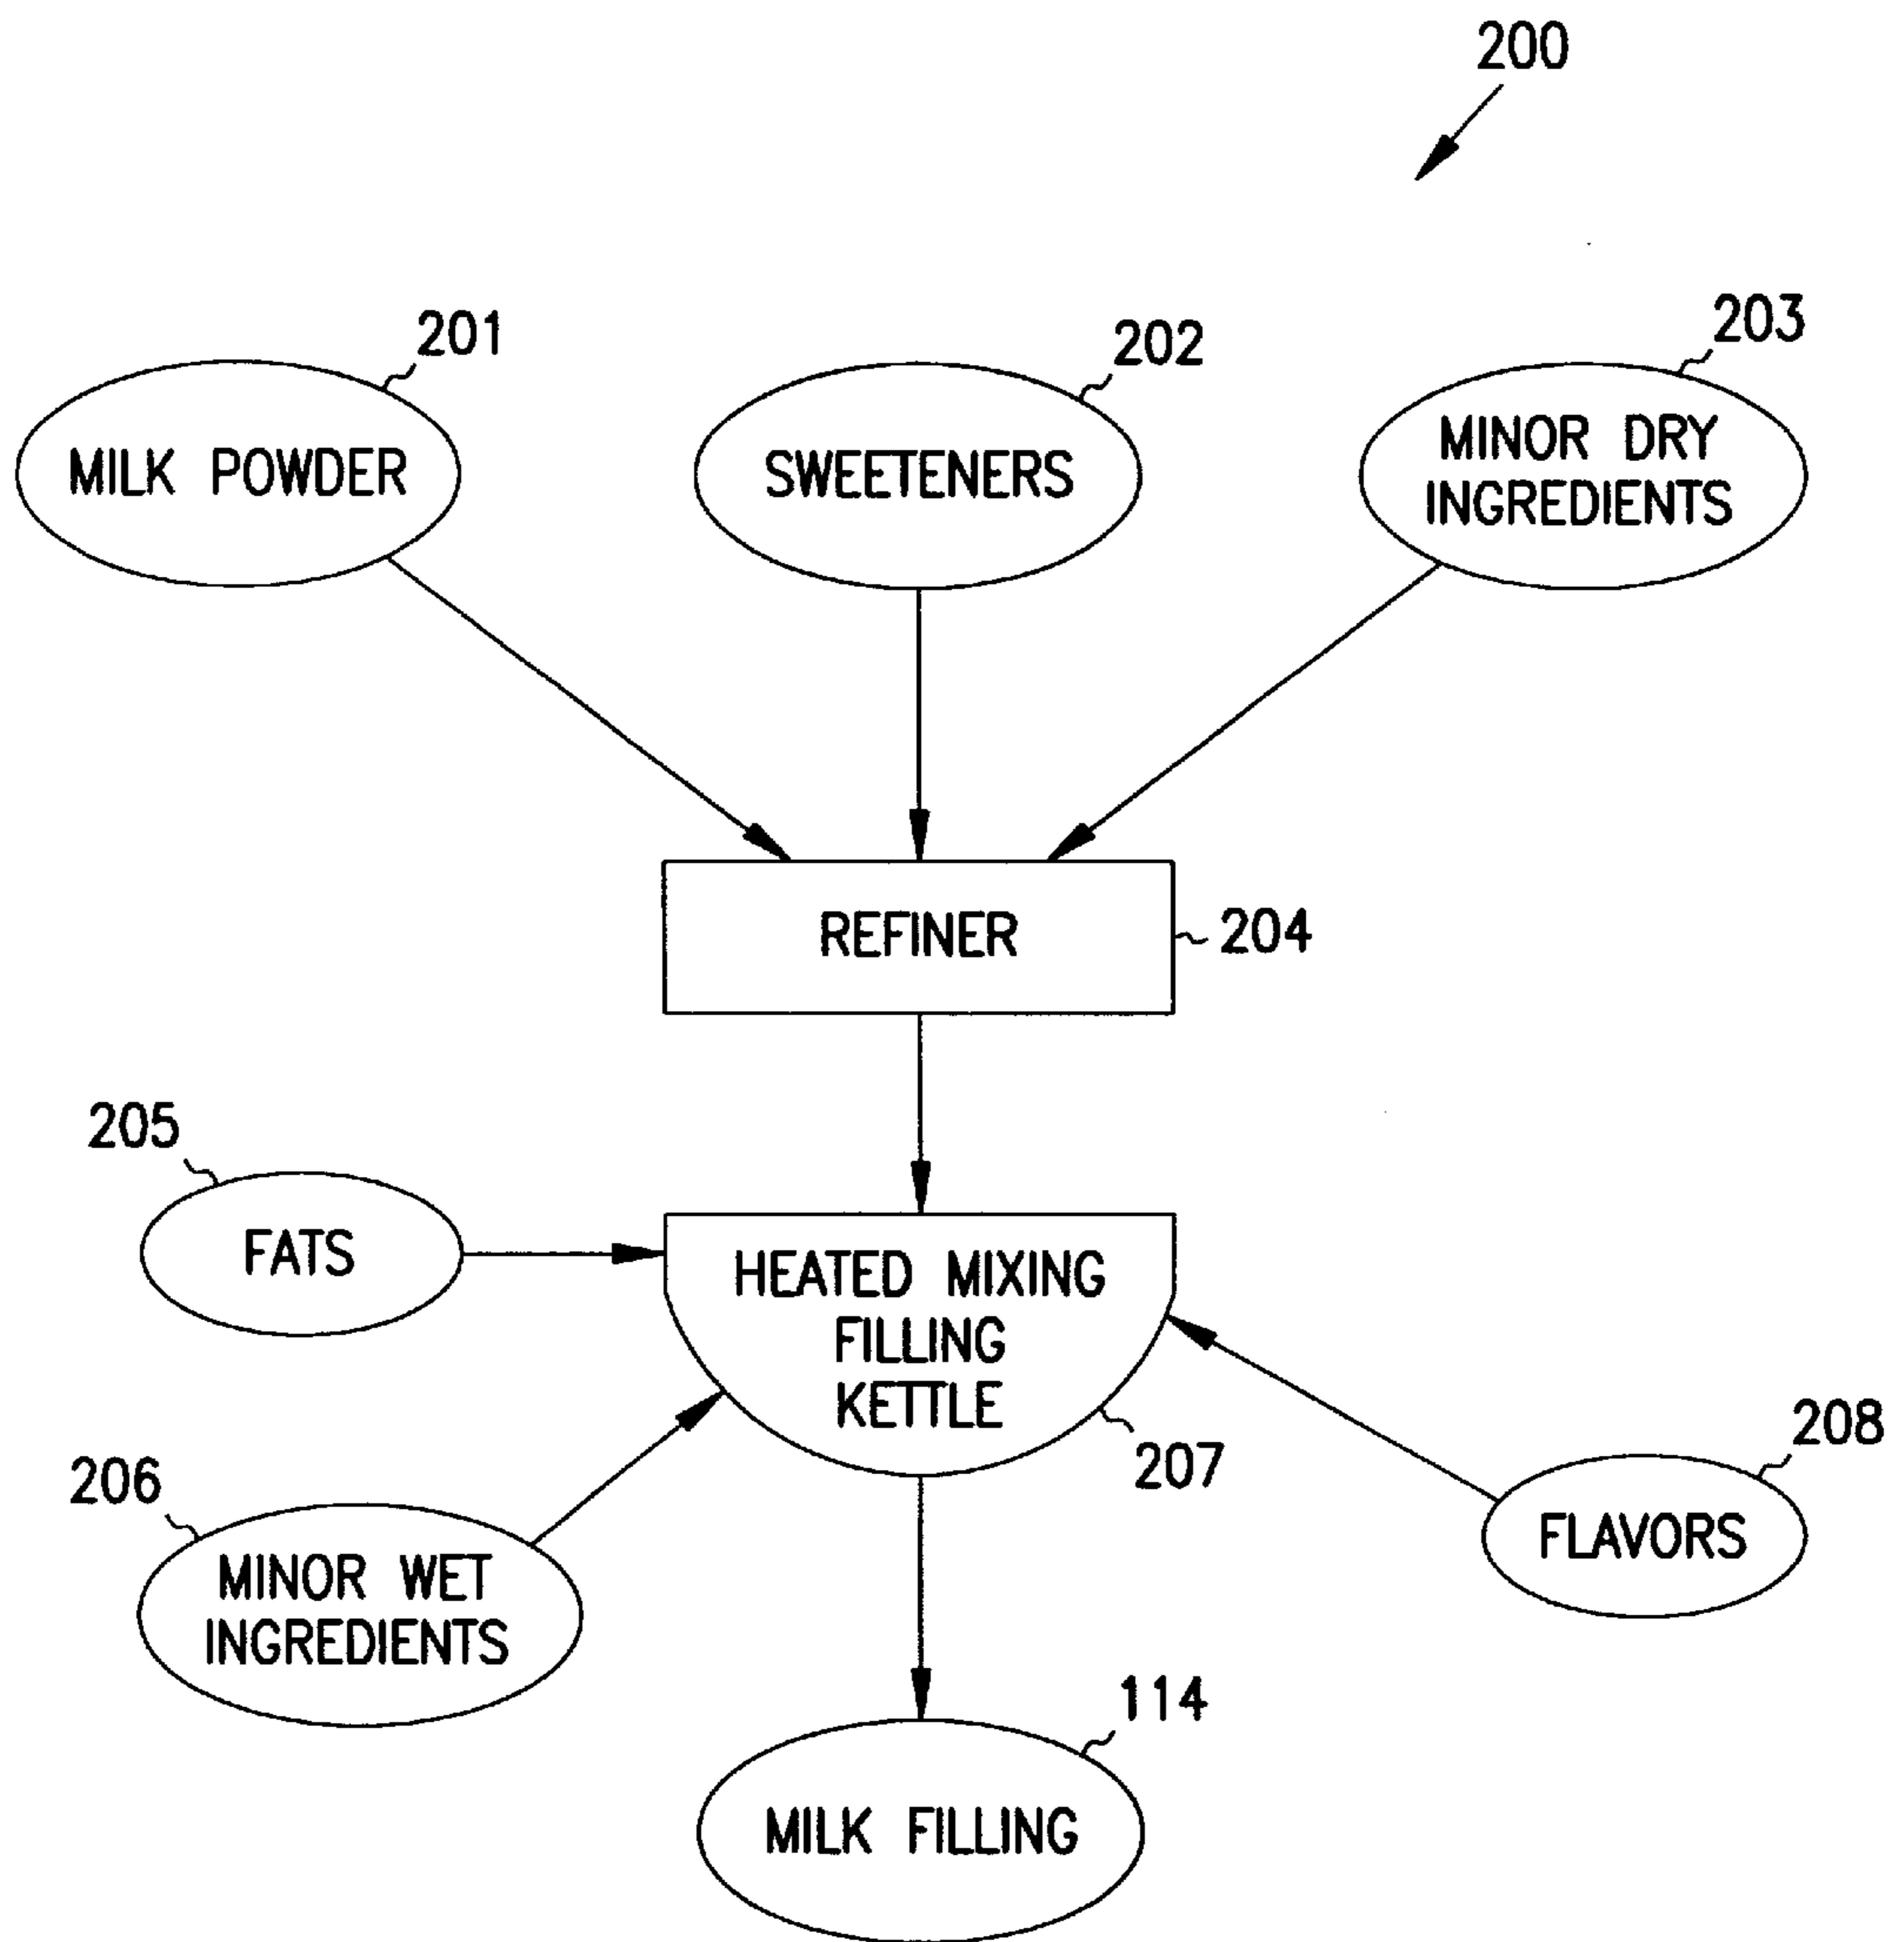 200
201
202
203
MILK POWDER
SWEETENERS
MINOR DRY
INGREDIENTS
REFINER
204
205
FATS
HEATED MIXING
FILLING
KETTLE
207
206
MINOR WET
INGREDIENTS
208
FLAVORS
114
MILK FILLING